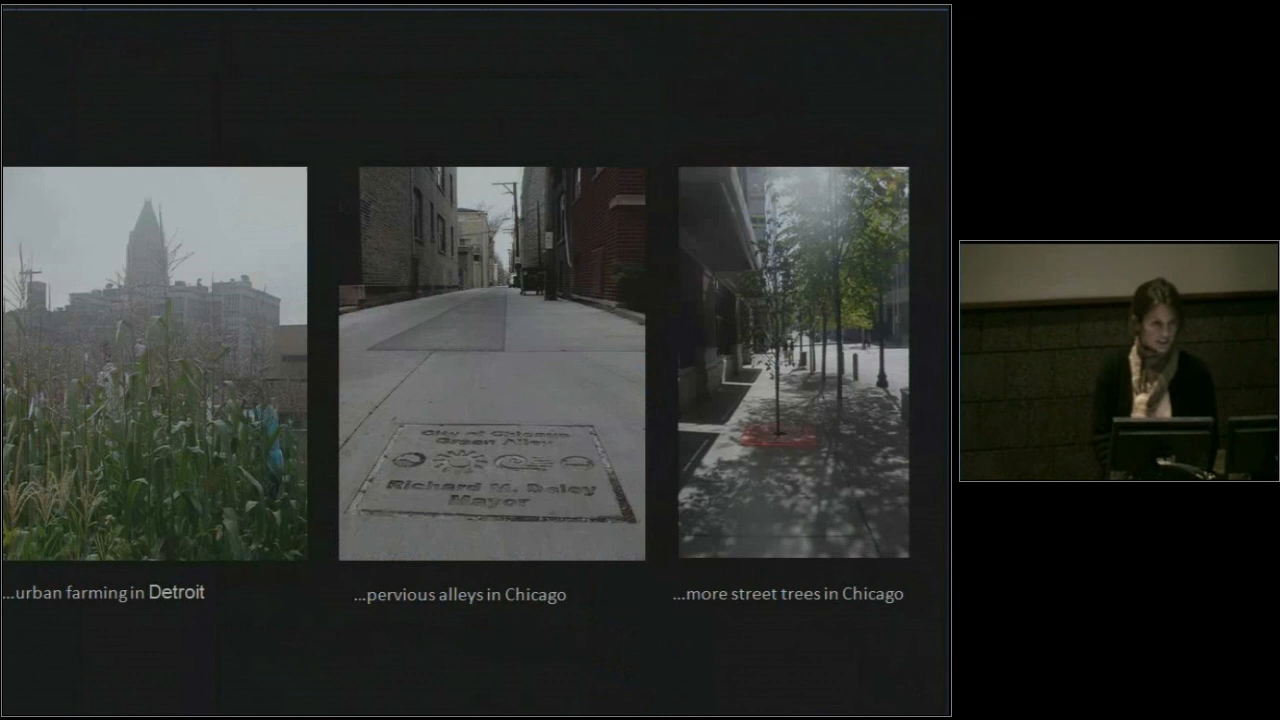 City of Chicago
Green Alley
Richard M. Daley
Mayor
...urban farming in Detroit
...pervious alleys in Chicago
...more street trees in Chicago